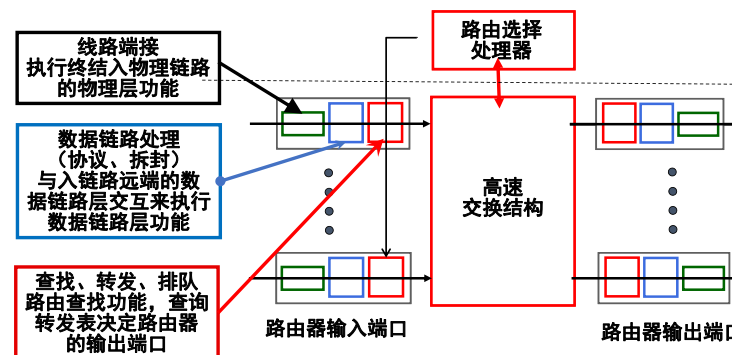 线路端接
执行终结入物理链路
的物理层功能
数据链路处理
（协议、拆封）
与入链路远端的数
据链路层交互来执行
数据链路层功能
查找、转发、排队
路由查找功能，查询
转发表决定路由器
的输出端口
路由选择
处理器
高速
交换结构
路由器输入端口
路由器输出端口